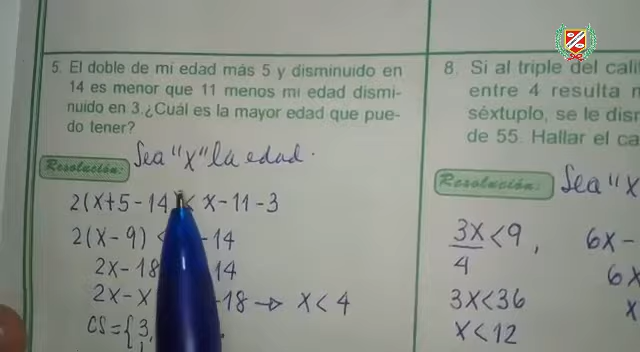 5. El doble de mi edad más 5 y disminuido en
14 es menor que 11 menos mi edad dismi-
nuido en 3.¿Cuál es la mayor edad que pue-
do tener?
Sea "x" la edad.
Resolución:
2(x+5-14) < x-11-3
2(x-9) < -14
2x-18 14
2x-x -18 → x<4
CS={3,
8. Si al triple del
entre 4 resulta
séxtuplo, se le
de 55. Hallar el
Resolución: Sea "x
3x/4 <9, 6x-
3x<36 6x
x<12 x